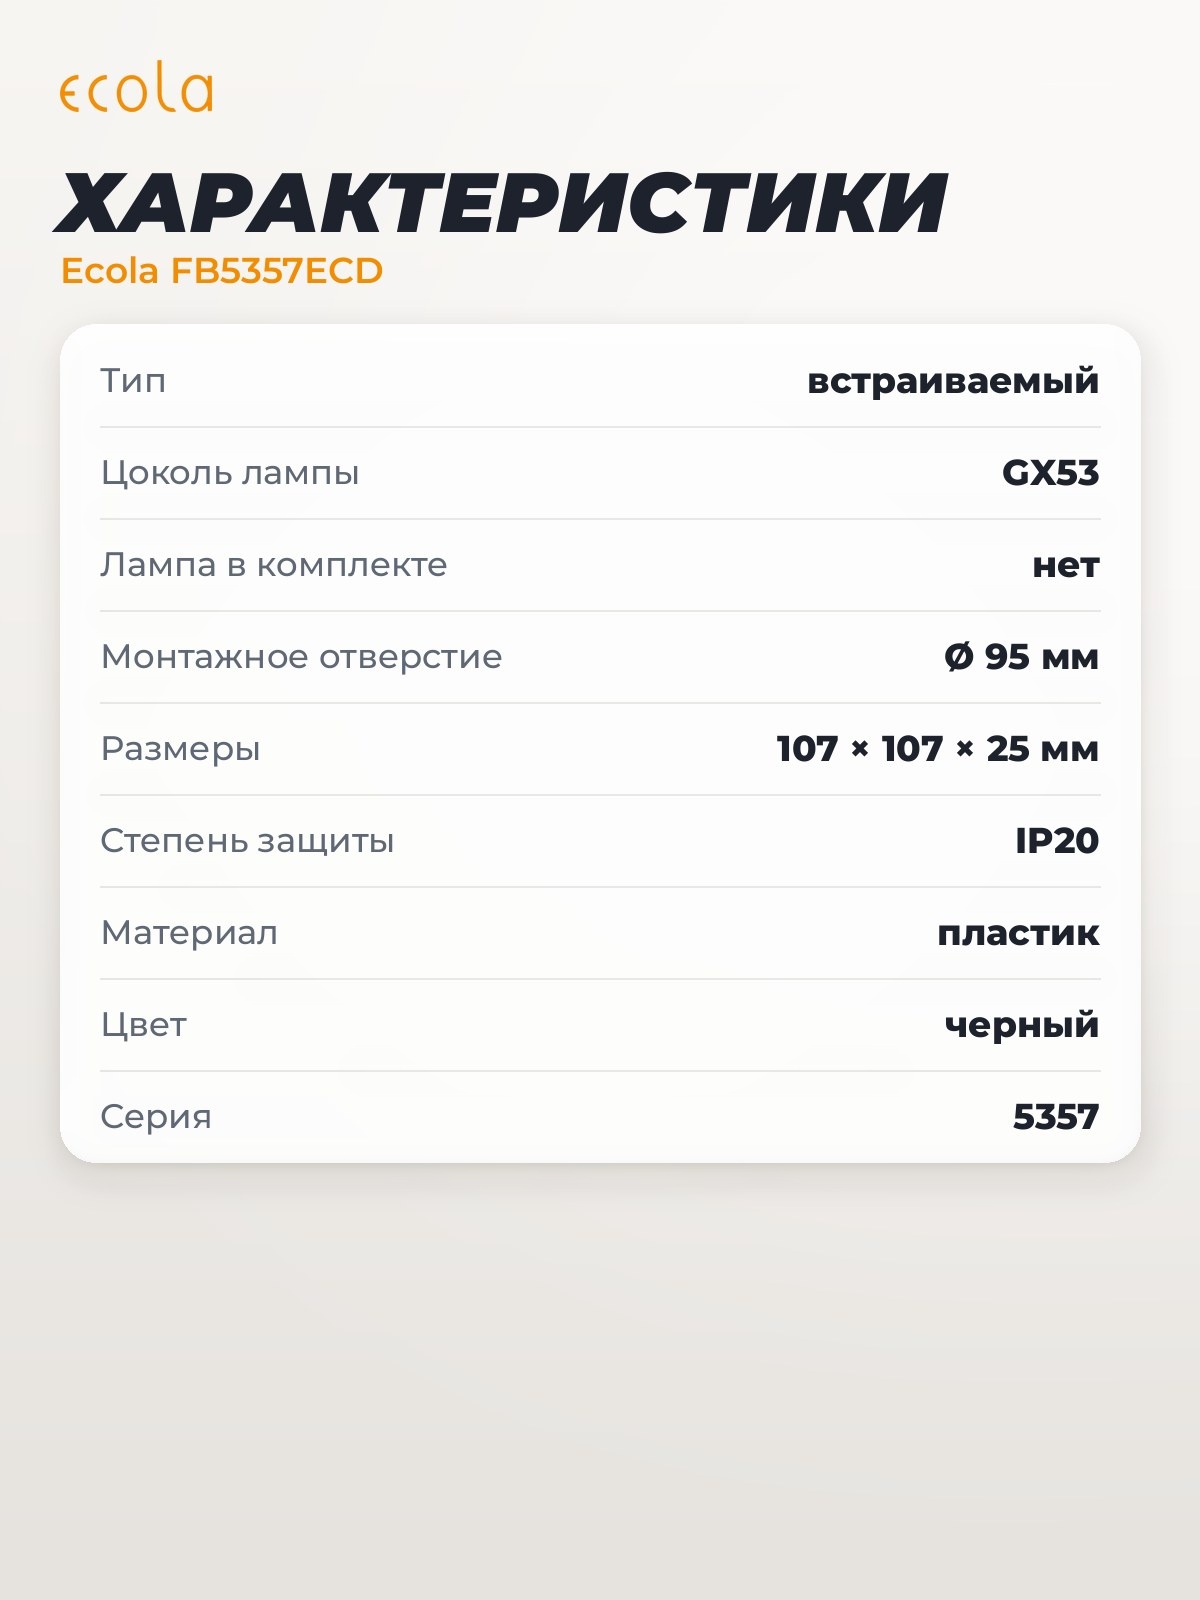 ecola
ХАРАКТЕРИСТИКИ
Ecola FB5357ECD
Тип встраиваемый
Цоколь лампы GX53
Лампа в комплекте нет
Монтажное отверстие Ø 95 мм
Размеры 107 × 107 × 25 мм
Степень защиты IP20
Материал пластик
Цвет черный
Серия 5357